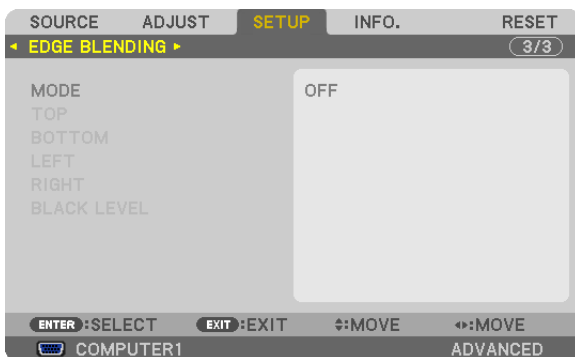 SOURCE ADJUST SETUP INFO. RESET
◂ EDGE BLENDING ▸ 3/3
MODE OFF
TOP
BOTTOM
LEFT
RIGHT
BLACK LEVEL
ENTER :SELECT EXIT :EXIT :MOVE :MOVE
COMPUTER1 ADVANCED